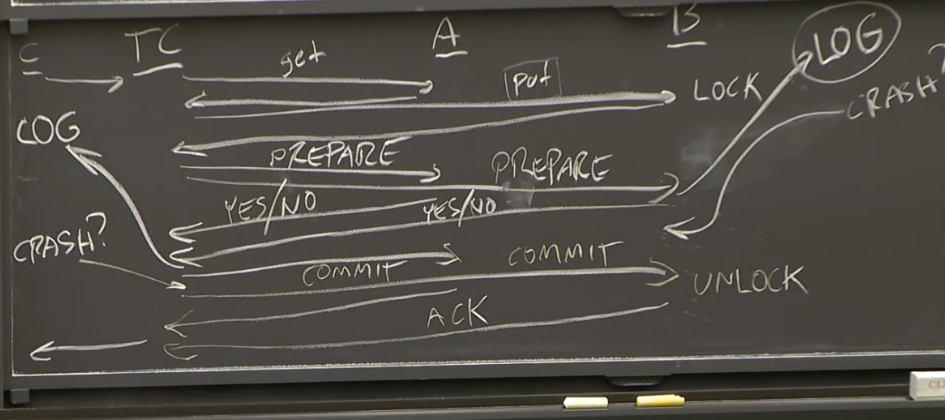 C TC A B
get
put
LOCK
LOG
CRASH?
LOG
PREPARE
PREPARE
YES/NO
YES/NO
CRASH?
COMMIT
COMMIT
UNLOCK
ACK